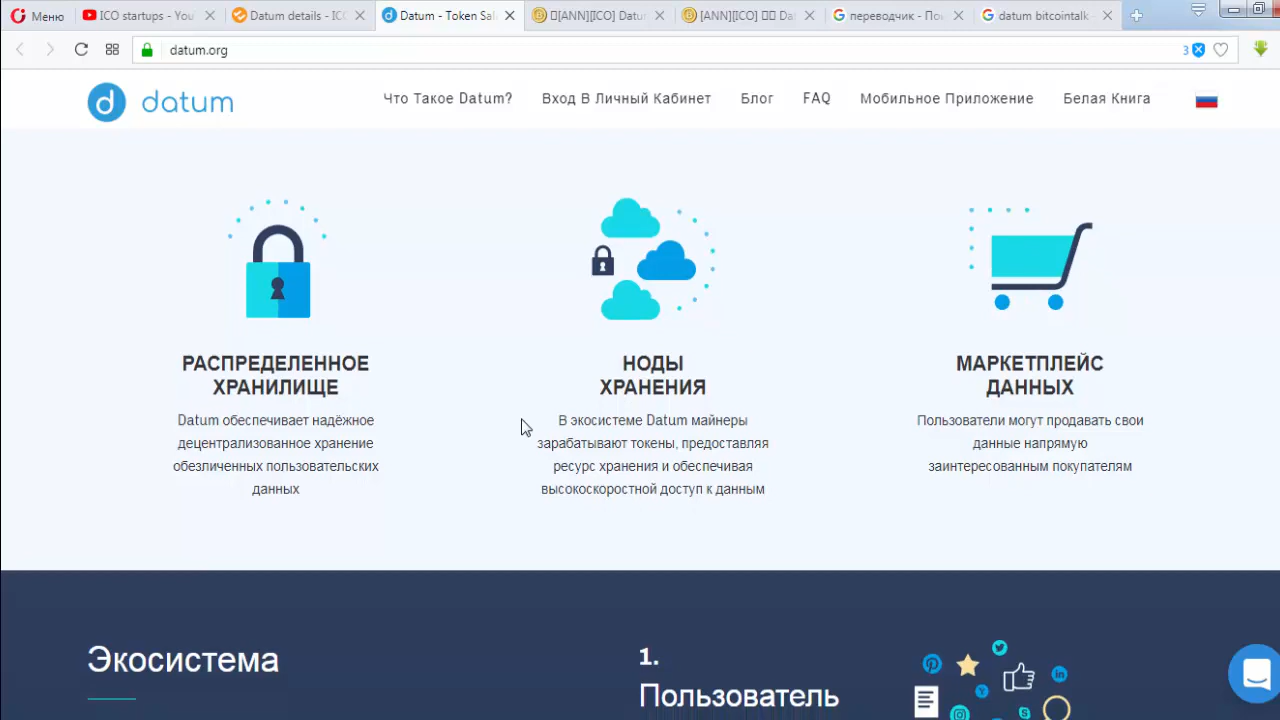 Меню
ICO startups - You
Datum details - ICO
Datum - Token Sal
[ANN][ICO] Datu
[ANN][ICO] Da
переводчик - По
datum bitcointalk
datum.org
3
datum
Что Такое Datum?
Вход В Личный Кабинет
Блог
FAQ
Мобильное Приложение
Белая Книга
РАСПРЕДЕЛЕННОЕ
ХРАНИЛИЩЕ
Datum обеспечивает надёжное
децентрализованное хранение
обезличенных пользовательских
данных
НОДЫ
ХРАНЕНИЯ
В экосистеме Datum майнеры
зарабатывают токены, предоставляя
ресурс хранения и обеспечивая
высокоскоростной доступ к данным
МАРКЕТПЛЕЙС
ДАННЫХ
Пользователи могут продавать свои
данные напрямую
заинтересованным покупателям
Экосистема
1.
Пользователь